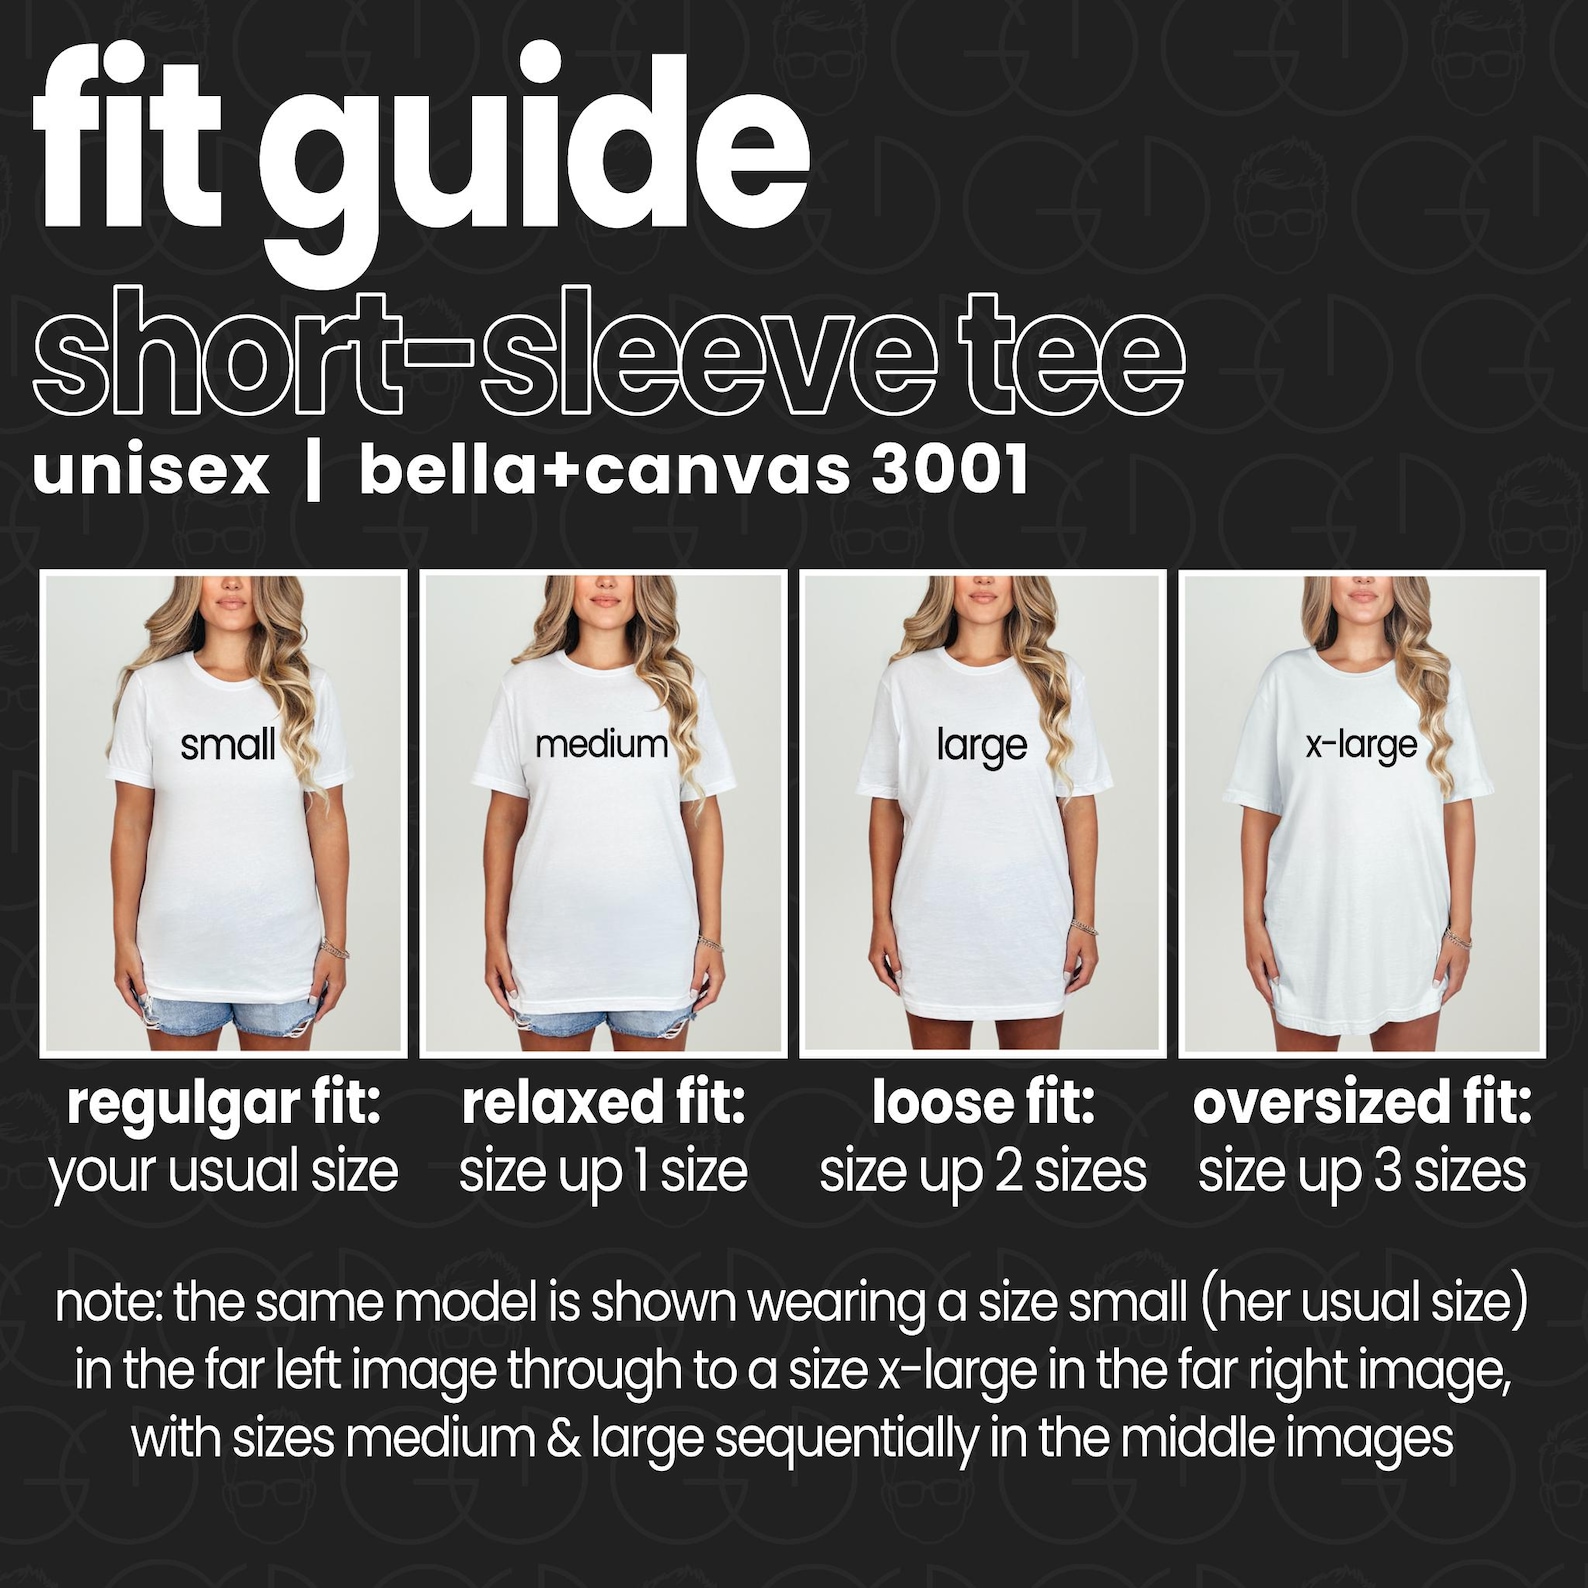 fit guide
short-sleeve tee
unisex | bella+canvas 3001
small
medium
large
x-large
regulgar fit:
your usual size
relaxed fit:
size up 1 size
loose fit:
size up 2 sizes
oversized fit:
size up 3 sizes
note: the same model is shown wearing a size small (her usual size)
in the far left image through to a size x-large in the far right image,
with sizes medium & large sequentially in the middle images